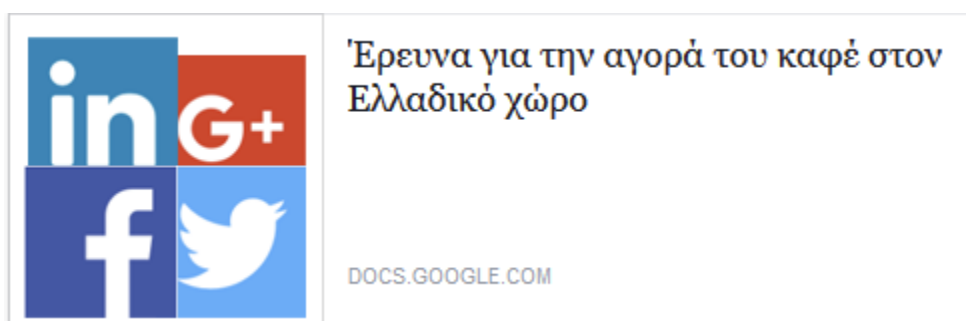 in G+
Έρευνα για την αγορά του καφέ στον
Ελλαδικό χώρο
f
DOCS.GOOGLE.COM